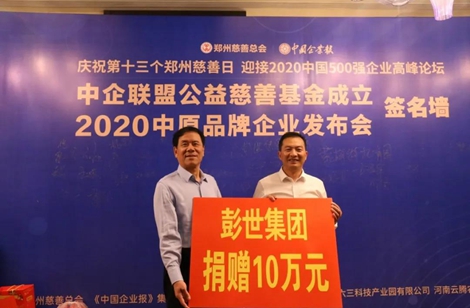 郑州慈善总会 中国企业报
庆祝第十三个郑州慈善日 迎接2020中国500强企业高峰论坛
中企联盟公益慈善基金成立
2020中原品牌企业发布会
签名墙
彭世集团
捐赠10万元
州慈善总会 《中国企业报》集
六三科技产业园有限公司 河南云腾